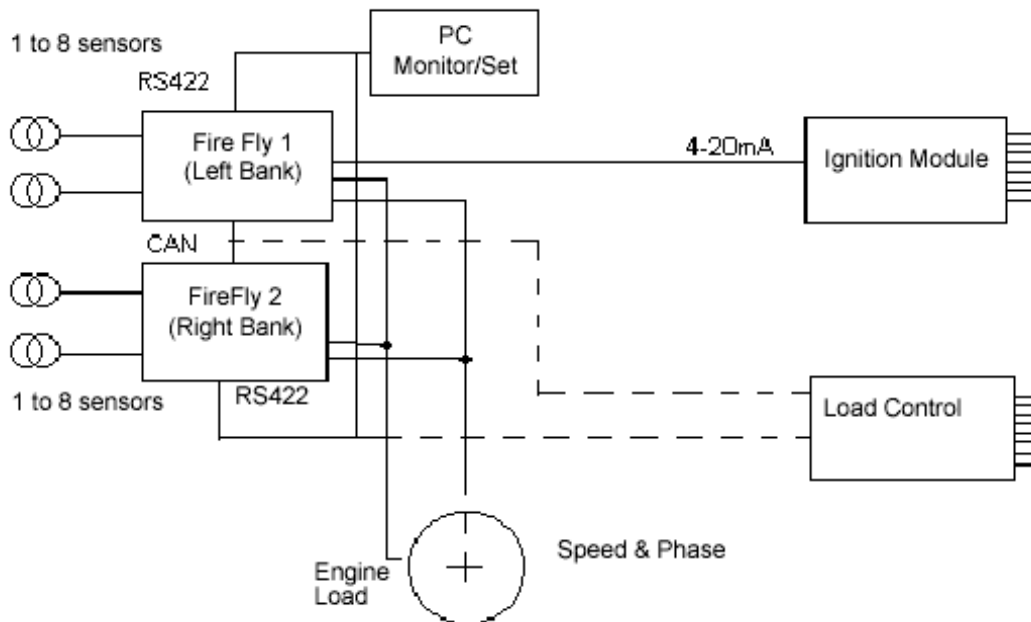 1 to 8 sensors
PC
Monitor/Set
RS422
Fire Fly 1
(Left Bank)
4-20mA
Ignition Module
CAN
FireFly 2
(Right Bank)
RS422
1 to 8 sensors
Load Control
Speed & Phase
Engine
Load